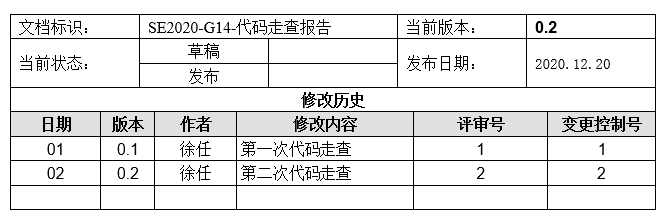 文档标识： SE2020-G14-代码走查报告 当前版本： 0.2
当前状态： 草稿 发布日期： 2020.12.20
发布
修改历史
日期 版本 作者 修改内容 评审号 变更控制号
01 0.1 徐任 第一次代码走查 1 1
02 0.2 徐任 第二次代码走查 2 2